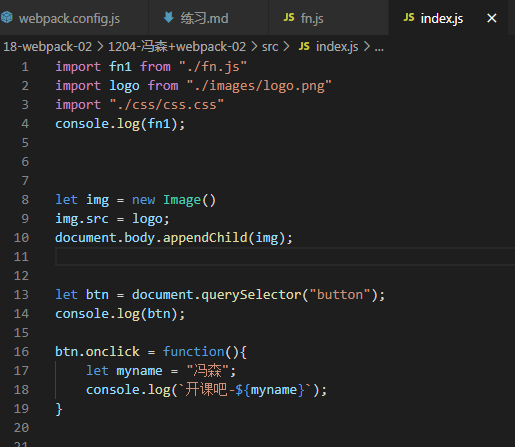 webpack.config.js 练习.md JS fn.js JS index.js ×
18-webpack-02 > 1204-冯森+webpack-02 > src > JS index.js > ...
1 import fn1 from "./fn.js"
2 import logo from "./images/logo.png"
3 import "./css/css.css"
4 console.log(fn1);
5
6
7
8 let img = new Image()
9 img.src = logo;
10 document.body.appendChild(img);
11
12
13 let btn = document.querySelector("button");
14 console.log(btn);
15
16 btn.onclick = function(){
17 let myname = "冯森";
18 console.log(`开课吧-${myname}`);
19 }
20
21